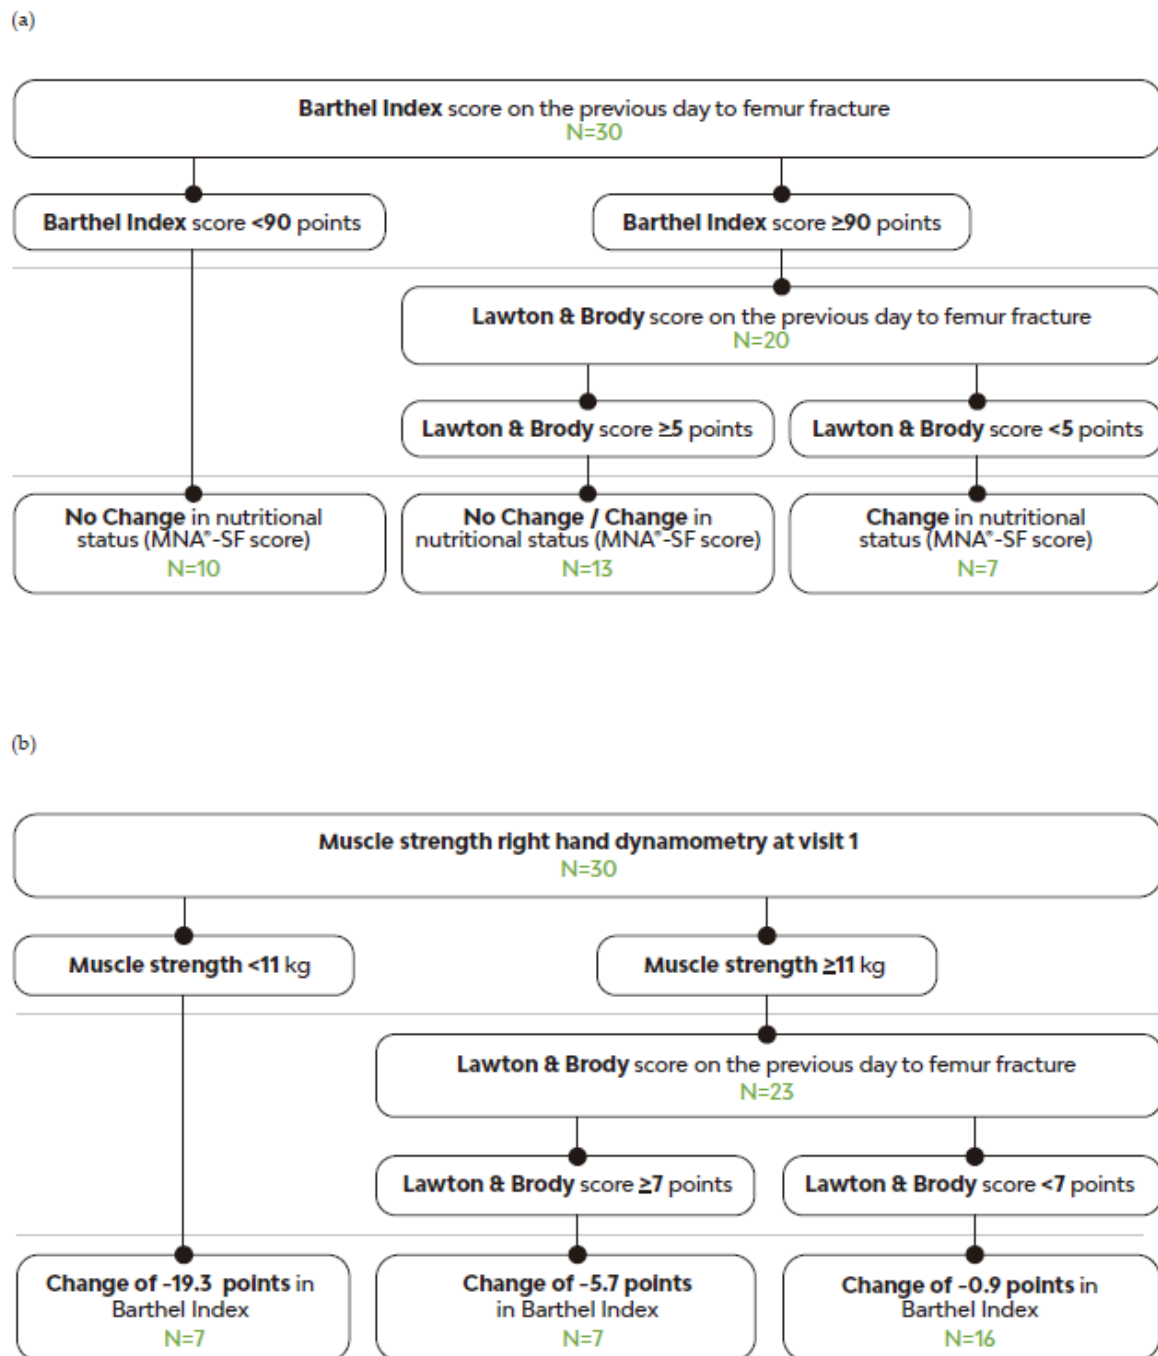 (a)
Barthel Index score on the previous day to femur fracture
N=30
Barthel Index score <90 points
Barthel Index score ≥90 points
Lawton & Brody score on the previous day to femur fracture
N=20
Lawton & Brody score ≥5 points
Lawton & Brody score <5 points
No Change in nutritional
status (MNA®-SF score)
N=10
No Change / Change in
nutritional status (MNA®-SF score)
N=13
Change in nutritional
status (MNA®-SF score)
N=7
(b)
Muscle strength right hand dynamometry at visit 1
N=30
Muscle strength <11 kg
Muscle strength ≥11 kg
Lawton & Brody score on the previous day to femur fracture
N=23
Lawton & Brody score ≥7 points
Lawton & Brody score <7 points
Change of -19.3 points in
Barthel Index
N=7
Change of -5.7 points
in Barthel Index
N=7
Change of -0.9 points in
Barthel Index
N=16